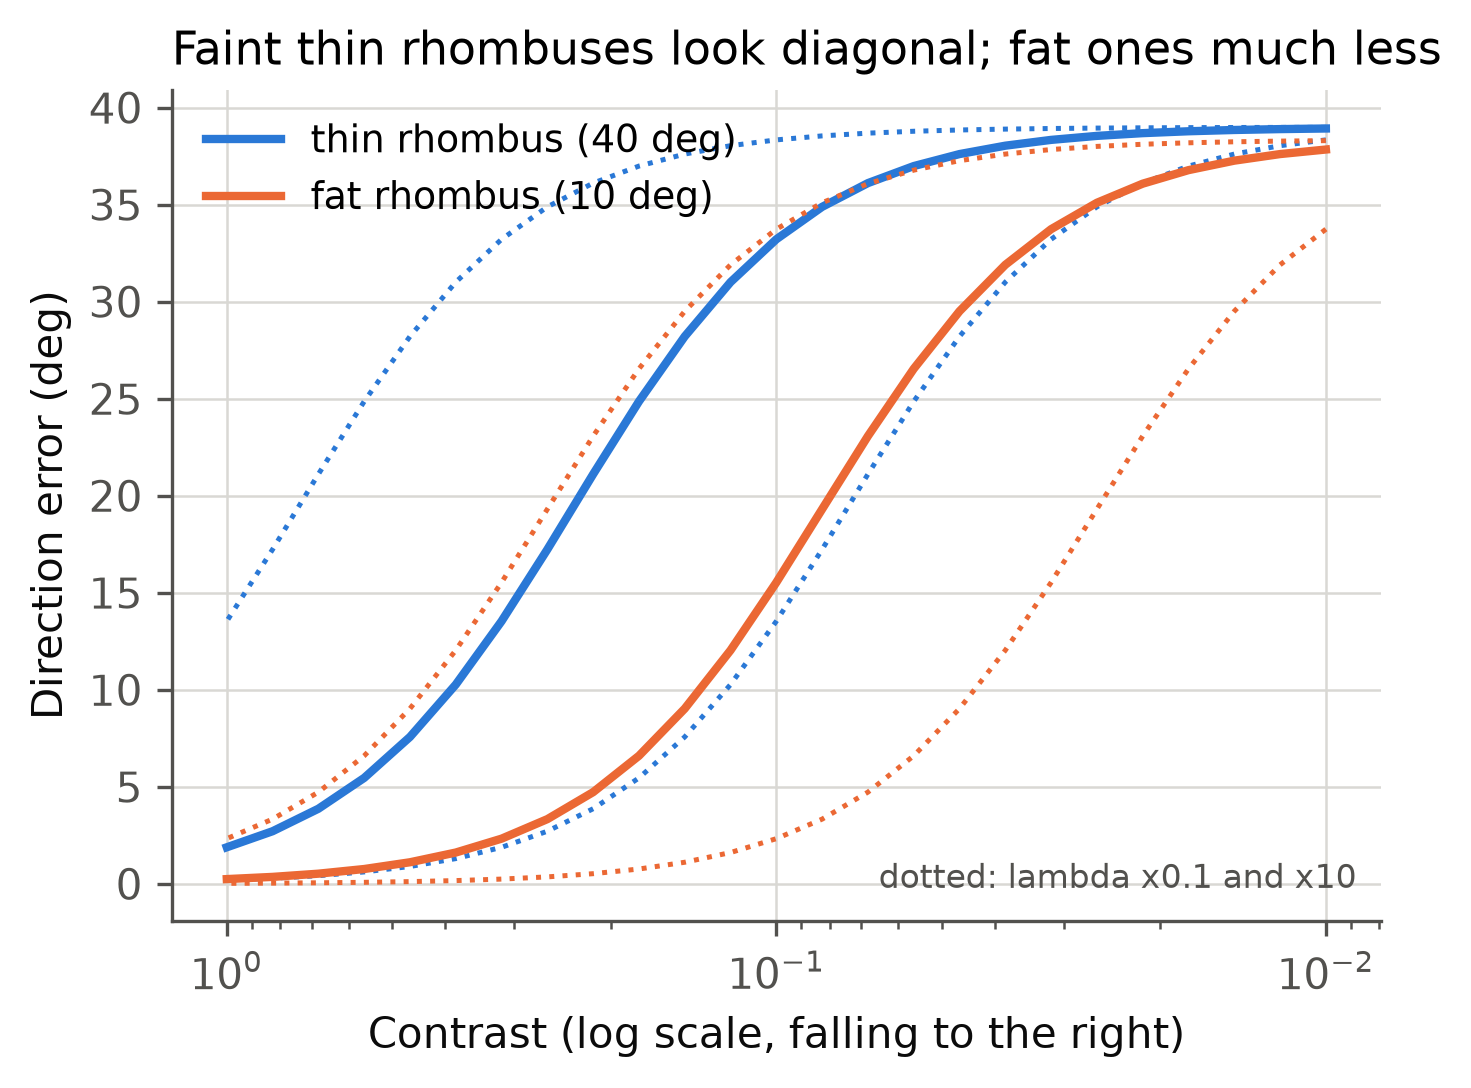 Faint thin rhombuses look diagonal; fat ones much less
40
35
30
25
20
15
10
5
0
Direction error (deg)
thin rhombus (40 deg)
fat rhombus (10 deg)
dotted: lambda x0.1 and x10
10⁰
10⁻¹
10⁻²
Contrast (log scale, falling to the right)